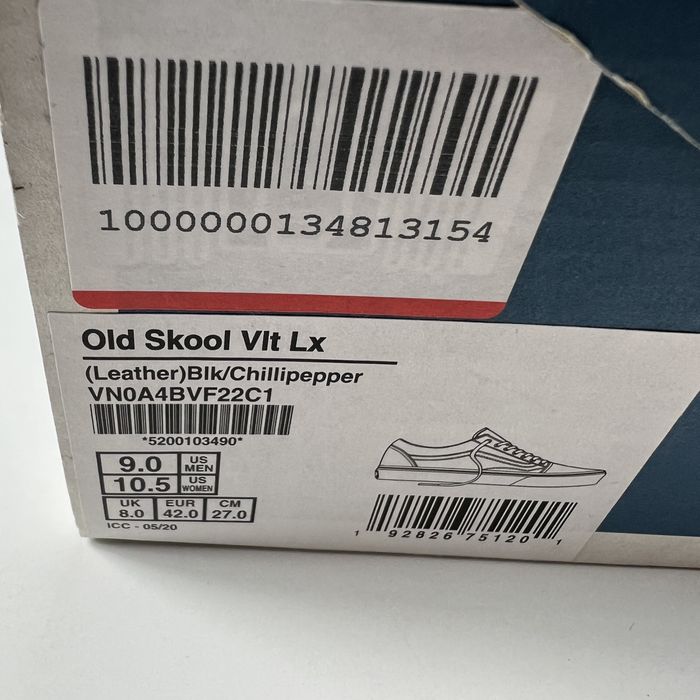 1000000134813154
Old Skool Vlt Lx
(Leather)Blk/Chillipepper
VN0A4BVF22C1
*5200103490*
9.0 US MEN
10.5 US WOMEN
UK 8.0 EUR 42.0 CM 27.0
ICC - 05/20
1 92826 75120 1